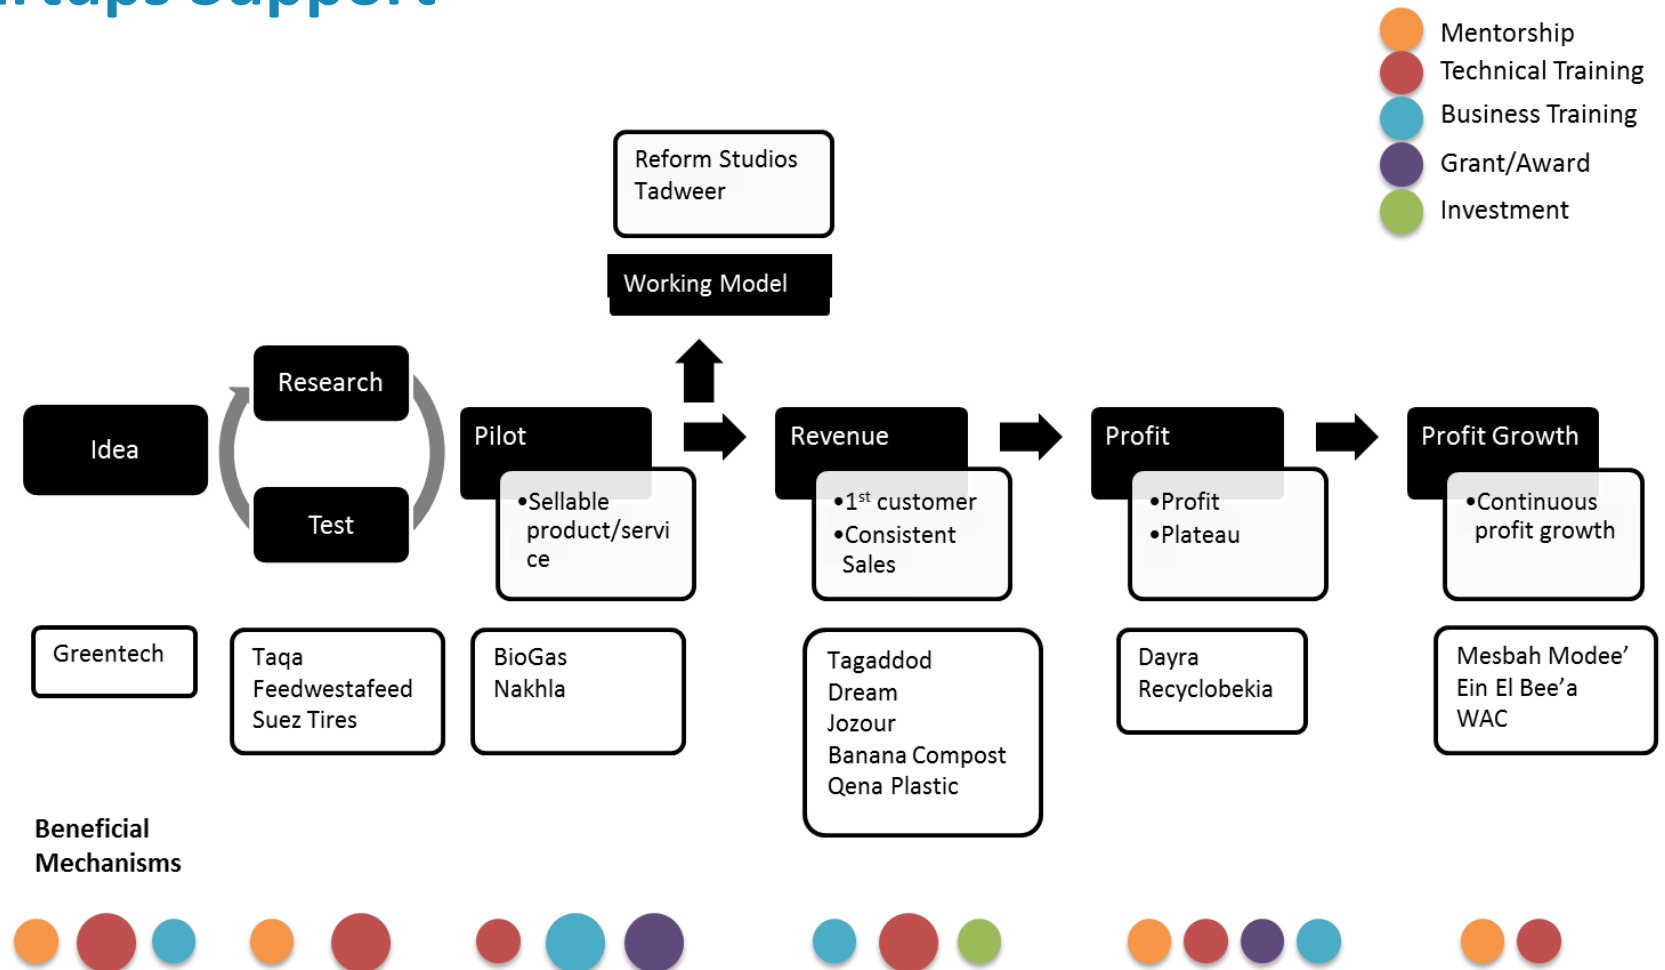 Support
Mentorship
Technical Training
Business Training
Grant/Award
Investment
Reform Studios
Tadweer
Working Model
Research
Idea
Test
Pilot
•Sellable
product/servi
ce
Revenue
•1st customer
•Consistent
Sales
Profit
•Profit
•Plateau
Profit Growth
•Continuous
profit growth
Greentech
Taqa
Feedwestafeed
Suez Tires
BioGas
Nakhla
Tagaddod
Dream
Jozour
Banana Compost
Qena Plastic
Dayra
Recyclobekia
Mesbah Modee’
Ein El Bee’a
WAC
Beneficial
Mechanisms